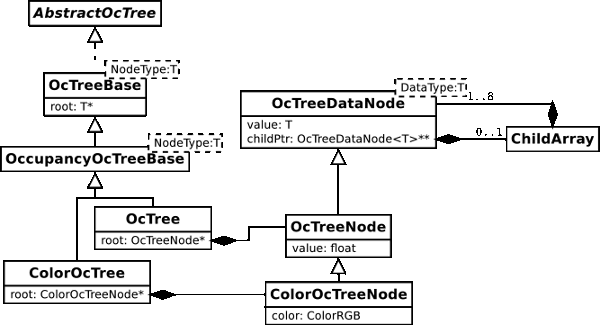 AbstractOcTree
NodeType:T
OcTreeBase
root: T*
NodeType:T
OccupancyOcTreeBase
DataType:T
OcTreeDataNode
value: T
childPtr: OcTreeDataNode<T>**
1..8
0..1
ChildArray
OcTree
root: OcTreeNode*
OcTreeNode
value: float
ColorOcTree
root: ColorOcTreeNode*
ColorOcTreeNode
color: ColorRGB